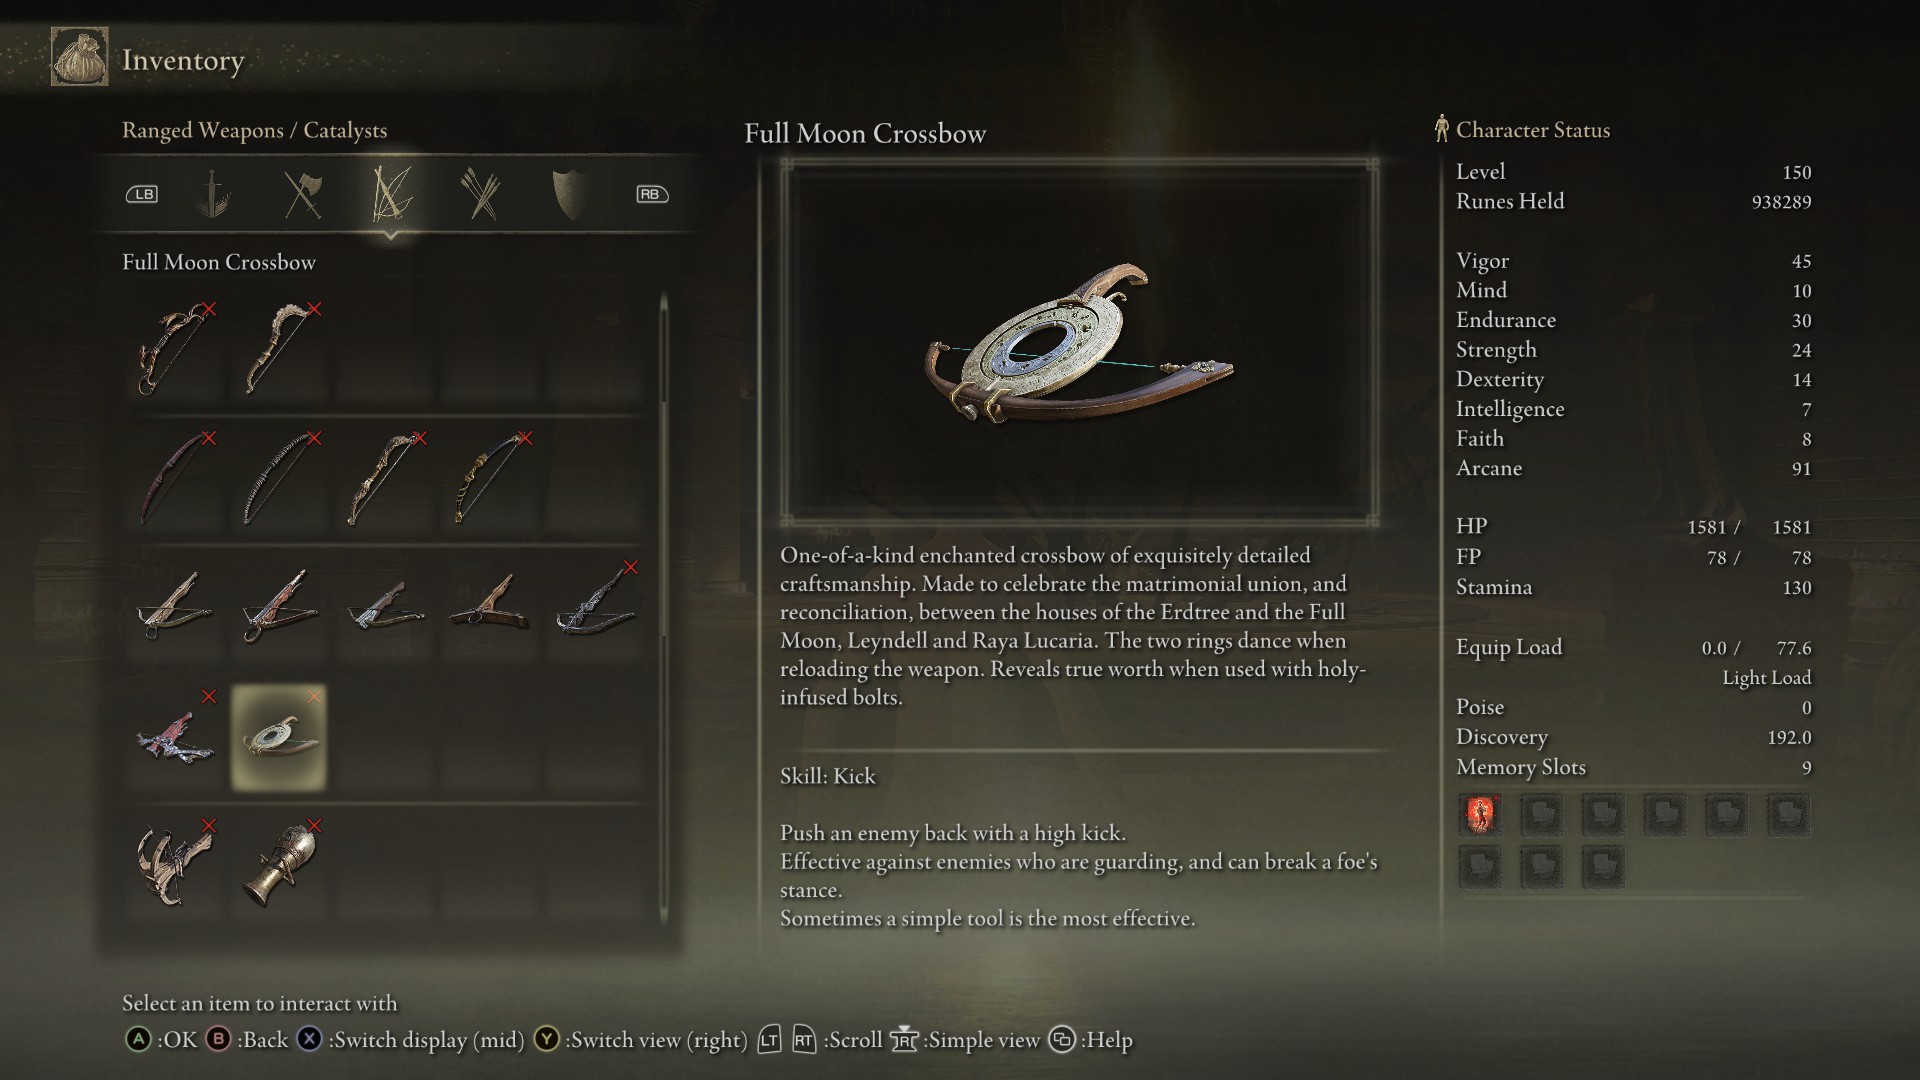 Inventory
Ranged Weapons / Catalysts
LB
RB
Full Moon Crossbow
Full Moon Crossbow
One-of-a-kind enchanted crossbow of exquisitely detailed
craftsmanship. Made to celebrate the matrimonial union, and
reconciliation, between the houses of the Erdtree and the Full
Moon, Leyndell and Raya Lucaria. The two rings dance when
reloading the weapon. Reveals true worth when used with holy-
infused bolts.
Skill: Kick
Push an enemy back with a high kick.
Effective against enemies who are guarding, and can break a foe's
stance.
Sometimes a simple tool is the most effective.
Character Status
Level 150
Runes Held 938289
Vigor 45
Mind 10
Endurance 30
Strength 24
Dexterity 14
Intelligence 7
Faith 8
Arcane 91
HP 1581 / 1581
FP 78 / 78
Stamina 130
Equip Load 0.0 / 77.6
Light Load
Poise 0
Discovery 192.0
Memory Slots 9
Select an item to interact with
A :OK B :Back X :Switch display (mid) Y :Switch view (right) LT RT :Scroll R :Simple view :Help